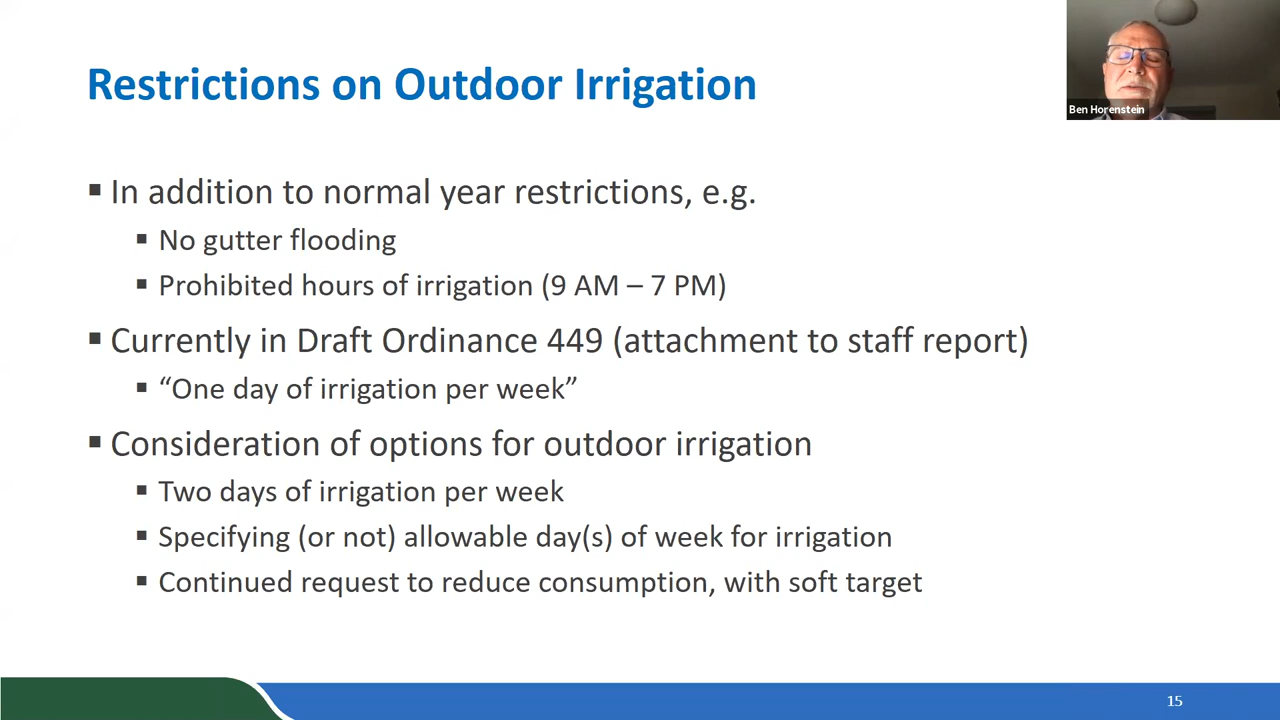 Restrictions on Outdoor Irrigation
Ben Horenstein
▪ In addition to normal year restrictions, e.g.
▪ No gutter flooding
▪ Prohibited hours of irrigation (9 AM – 7 PM)
▪ Currently in Draft Ordinance 449 (attachment to staff report)
▪ “One day of irrigation per week”
▪ Consideration of options for outdoor irrigation
▪ Two days of irrigation per week
▪ Specifying (or not) allowable day(s) of week for irrigation
▪ Continued request to reduce consumption, with soft target
15